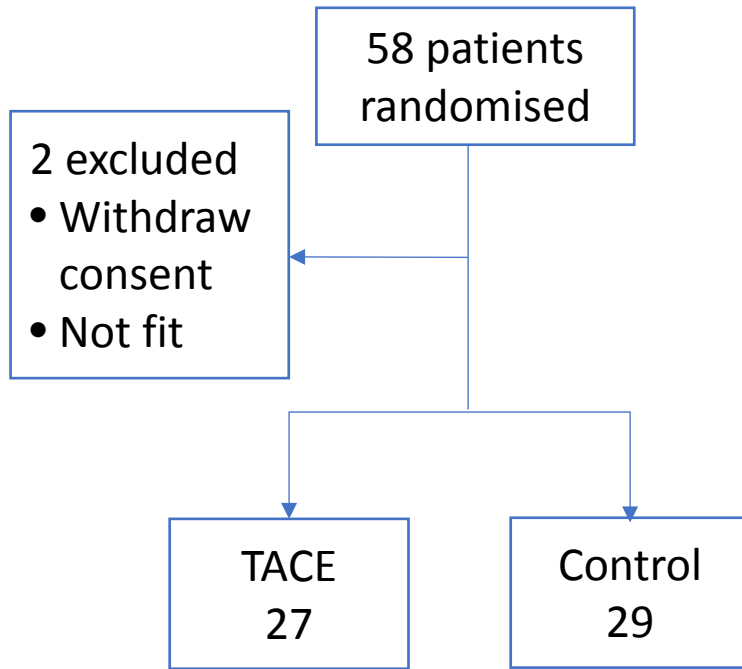 58 patients
randomised
2 excluded
• Withdraw
consent
• Not fit
TACE
27
Control
29